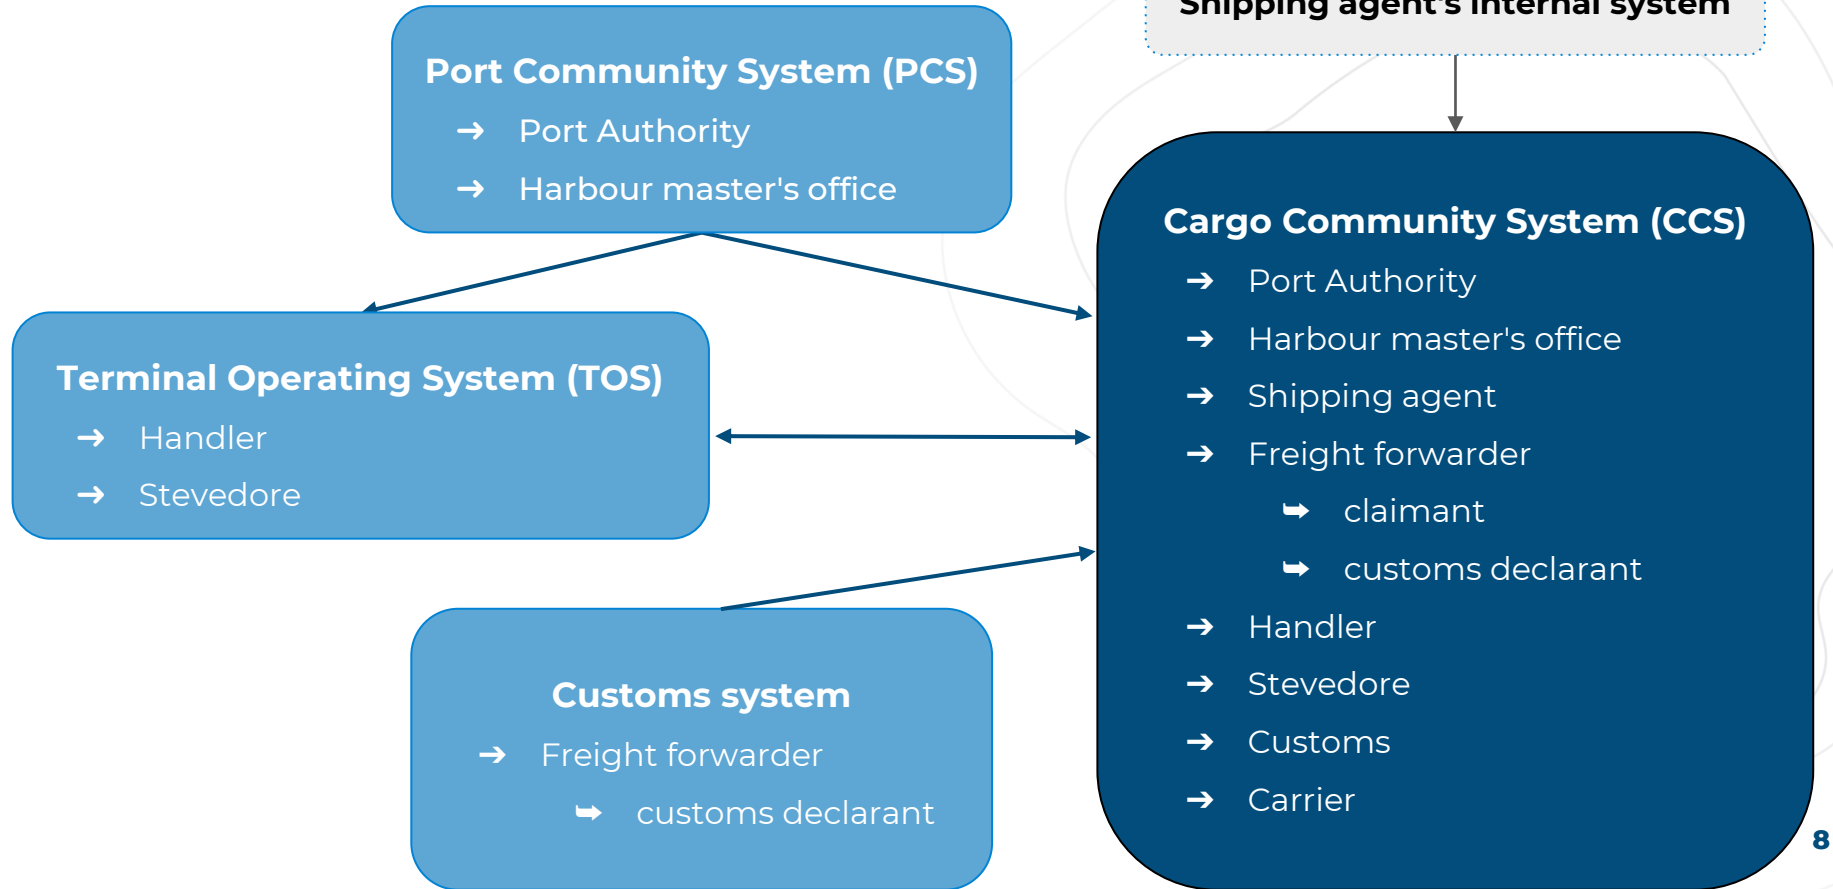 Shipping agent's internal system
Port Community System (PCS)
➔ Port Authority
➔ Harbour master's office
Terminal Operating System (TOS)
➔ Handler
➔ Stevedore
Customs system
➔ Freight forwarder
➥ customs declarant
Cargo Community System (CCS)
➔ Port Authority
➔ Harbour master's office
➔ Shipping agent
➔ Freight forwarder
➥ claimant
➥ customs declarant
➔ Handler
➔ Stevedore
➔ Customs
➔ Carrier
8